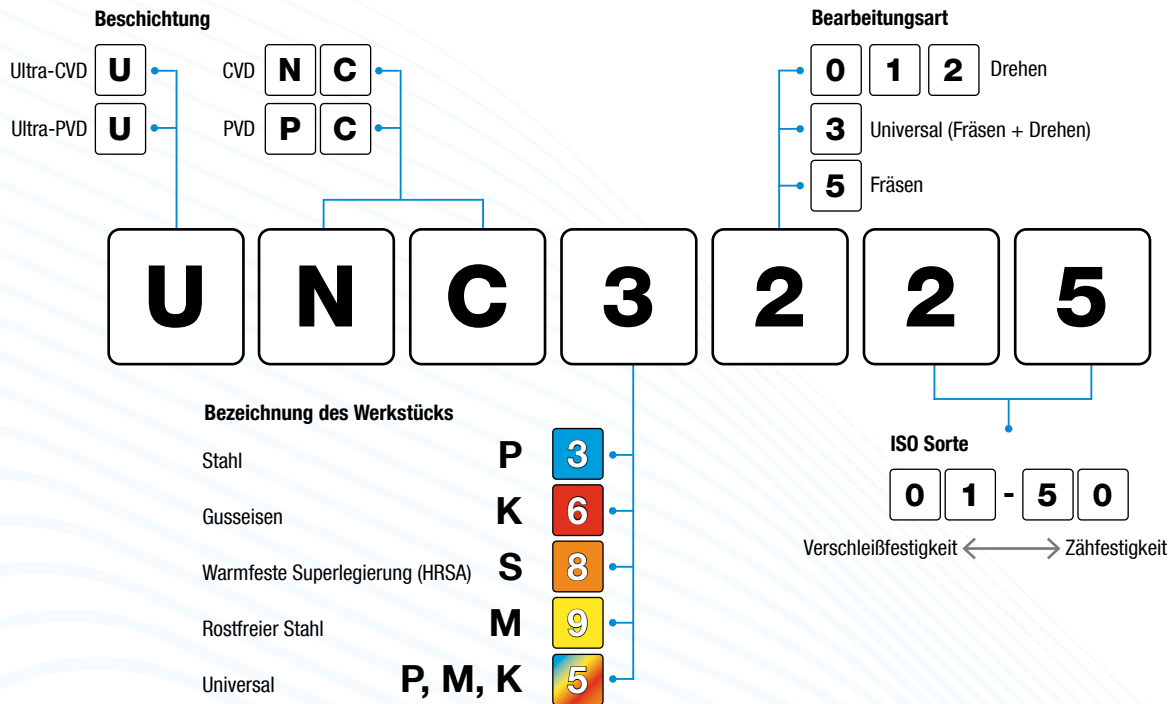 Beschichtung
Ultra-CVD U
Ultra-PVD U
CVD N C
PVD P C
Bearbeitungsart
0 1 2 Drehen
3 Universal (Fräsen + Drehen)
5 Fräsen
U N C 3 2 2 5
Bezeichnung des Werkstücks
Stahl P 3
Gusseisen K 6
Warmfeste Superlegierung (HRSA) S 8
Rostfreier Stahl M 9
Universal P, M, K 5
ISO Sorte
0 1 - 5 0
Verschleißfestigkeit Zähfestigkeit